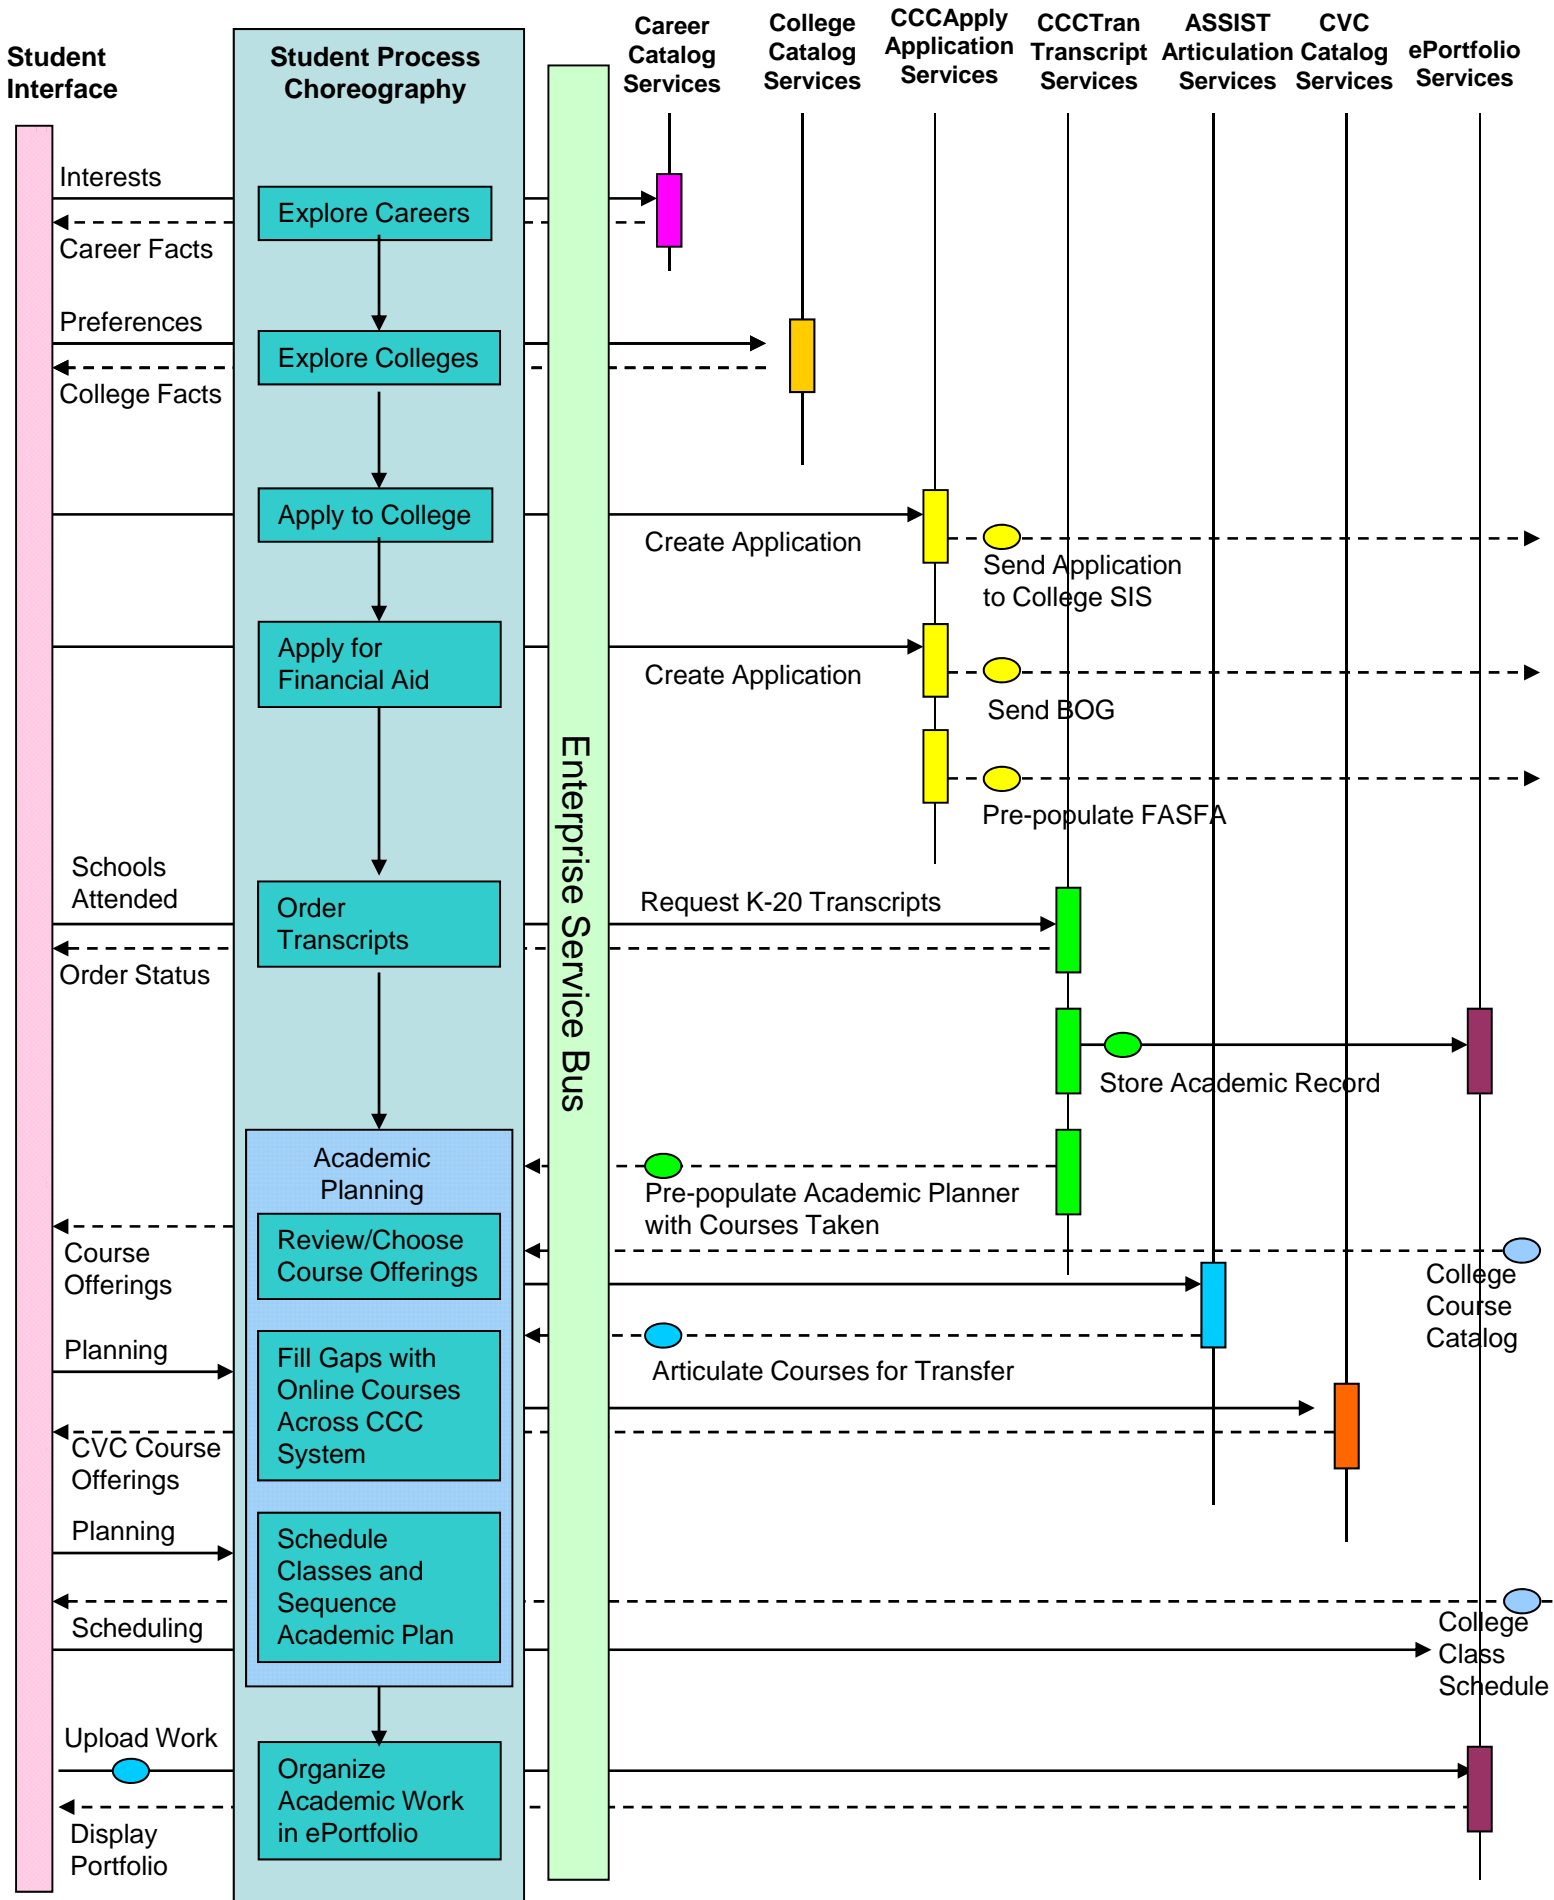 Student
Interface
Student Process
Choreography
Career
Catalog
Services
College
Catalog
Services
CCCApply
Application
Services
CCCTran
Transcript
Services
ASSIST
Articulation
Services
CVC
Catalog
Services
ePortfolio
Services
Interests
Explore Careers
Career Facts
Preferences
Explore Colleges
College Facts
Apply to College
Create Application
Send Application
to College SIS
Apply for
Financial Aid
Create Application
Send BOG
Pre-populate FASFA
Enterprise Service Bus
Schools
Attended
Order
Transcripts
Request K-20 Transcripts
Order Status
Store Academic Record
Academic
Planning
Pre-populate Academic Planner
with Courses Taken
Course
Offerings
Review/Choose
Course Offerings
College
Course
Catalog
Planning
Fill Gaps with
Online Courses
Across CCC
System
Articulate Courses for Transfer
CVC Course
Offerings
Planning
Schedule
Classes and
Sequence
Academic Plan
Scheduling
College
Class
Schedule
Upload Work
Organize
Academic Work
in ePortfolio
Display
Portfolio